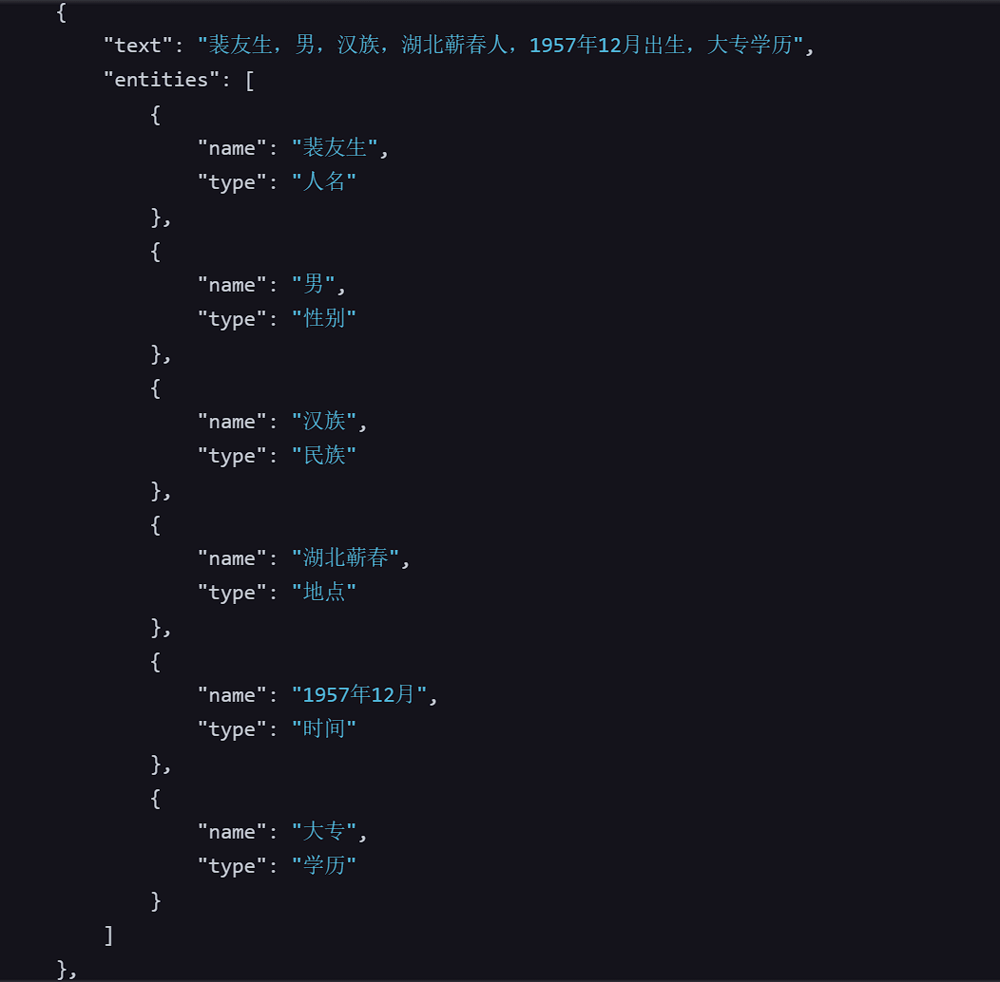 {
"text": "裴友生，男，汉族，湖北蕲春人，1957年12月出生，大专学历",
"entities": [
{
"name": "裴友生",
"type": "人名"
},
{
"name": "男",
"type": "性别"
},
{
"name": "汉族",
"type": "民族"
},
{
"name": "湖北蕲春",
"type": "地点"
},
{
"name": "1957年12月",
"type": "时间"
},
{
"name": "大专",
"type": "学历"
}
]
},